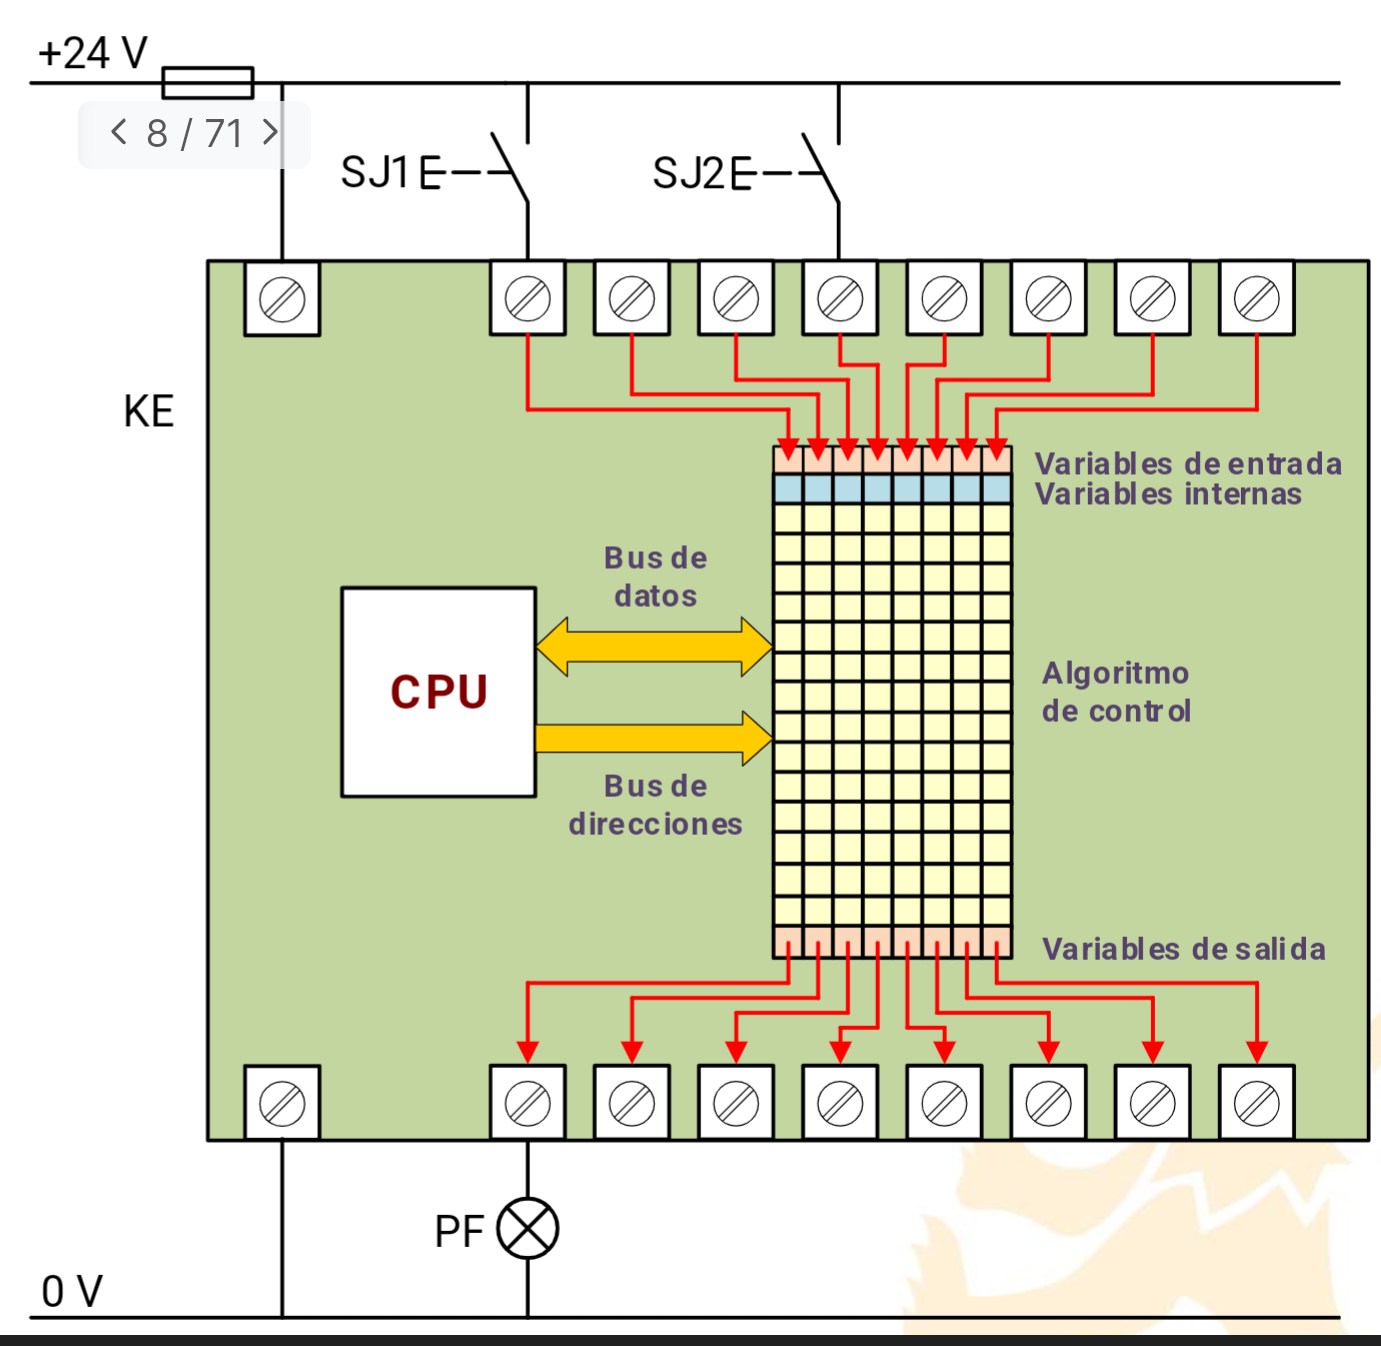 +24 V
8 / 71
SJ1
SJ2
KE
Variables de entrada
Variables internas
Bus de
datos
CPU
Algoritmo
de control
Bus de
direcciones
Variables de salida
PF
0 V